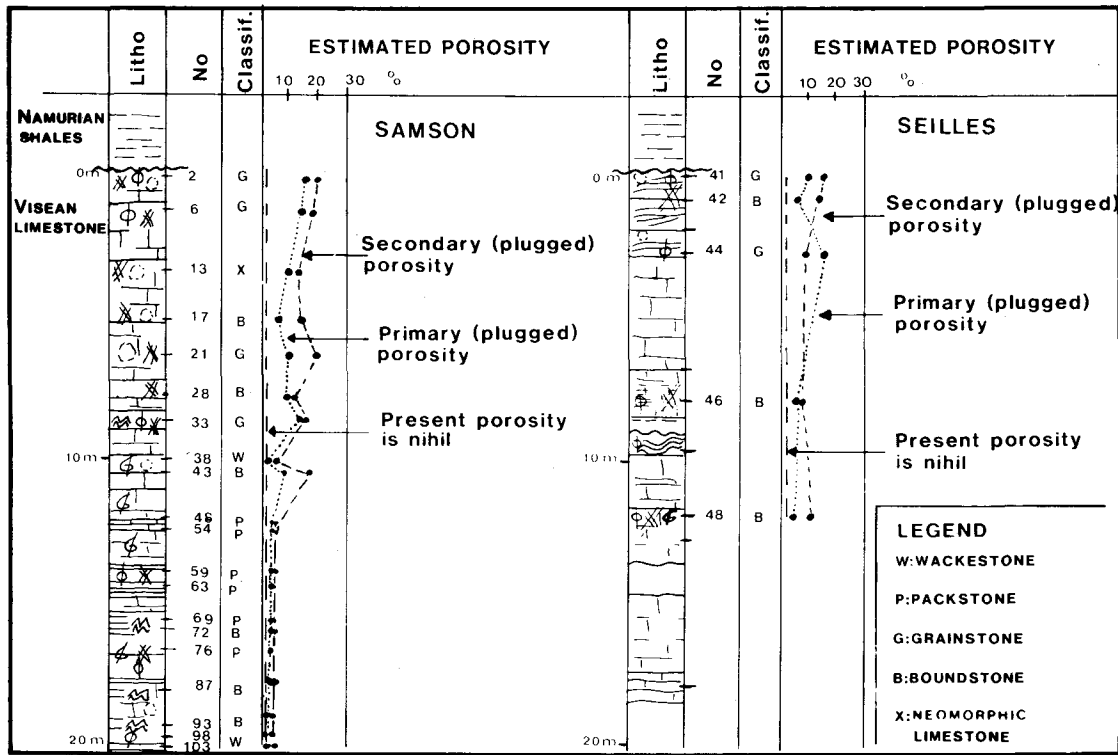 Litho No Classif. ESTIMATED POROSITY
10 20 30 %
Litho No Classif. ESTIMATED POROSITY
10 20 30 %
NAMURIAN SHALES
VISEAN LIMESTONE
SAMSON
0m
2 G
6 G
13 X
17 B
21 G
28 B
33 G
38 W
10m
43 B
48 P
54 P
59 P
63 P
69 P
72 B
76 P
87 B
93 B
98
20m
103 W
Secondary (plugged) porosity
Primary (plugged) porosity
Present porosity is nihil
SEILLES
0m
41 G
42 B
44 G
46 B
10m
48 B
20m
Secondary (plugged) porosity
Primary (plugged) porosity
Present porosity is nihil
LEGEND
W:WACKESTONE
P:PACKSTONE
G:GRAINSTONE
B:BOUNDSTONE
X:NEOMORPHIC
LIMESTONE